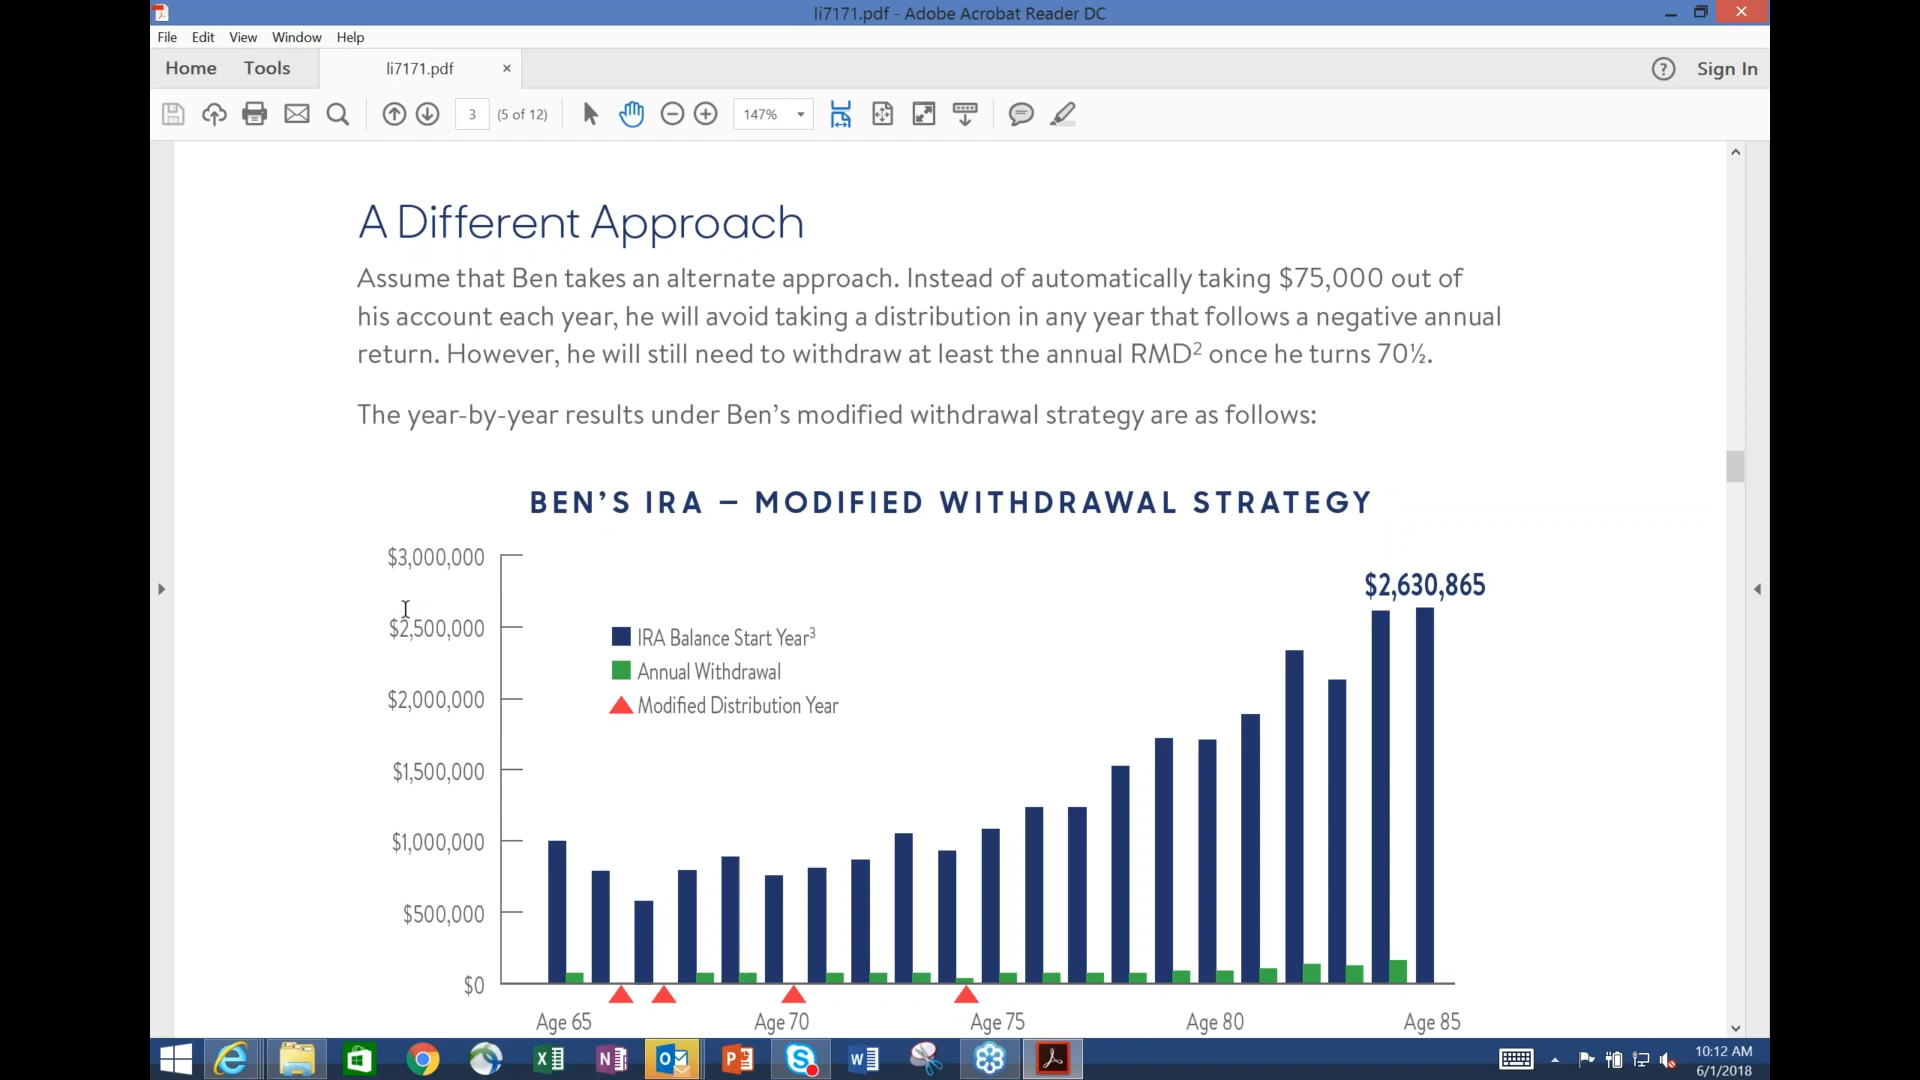 li7171.pdf - Adobe Acrobat Reader DC
File Edit View Window Help
Home Tools li7171.pdf × ? Sign In
3 (5 of 12) 147%
A Different Approach
Assume that Ben takes an alternate approach. Instead of automatically taking $75,000 out of
his account each year, he will avoid taking a distribution in any year that follows a negative annual
return. However, he will still need to withdraw at least the annual RMD² once he turns 70½.
The year-by-year results under Ben's modified withdrawal strategy are as follows:
BEN'S IRA – MODIFIED WITHDRAWAL STRATEGY
$3,000,000
$2,630,865
$2,500,000
IRA Balance Start Year³
Annual Withdrawal
$2,000,000
Modified Distribution Year
$1,500,000
$1,000,000
$500,000
$0
Age 65 Age 70 Age 75 Age 80 Age 85
10:12 AM
6/1/2018